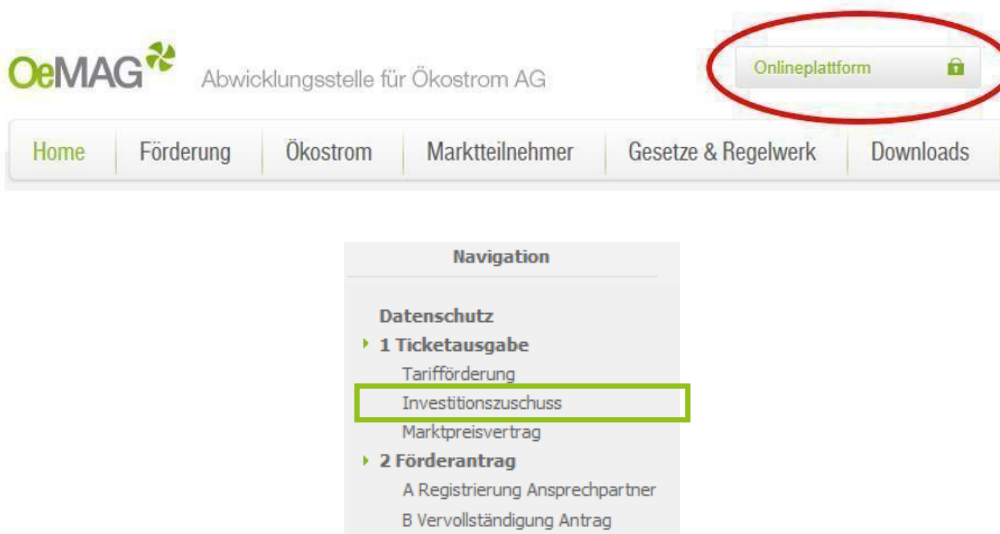 OeMAG Abwicklungsstelle für Ökostrom AG
Onlineplattform
Home Förderung Ökostrom Marktteilnehmer Gesetze & Regelwerk Downloads
Navigation
Datenschutz
1 Ticketausgabe
Tarifförderung
Investitionszuschuss
Marktpreisvertrag
2 Förderantrag
A Registrierung Ansprechpartner
B Vervollständigung Antrag